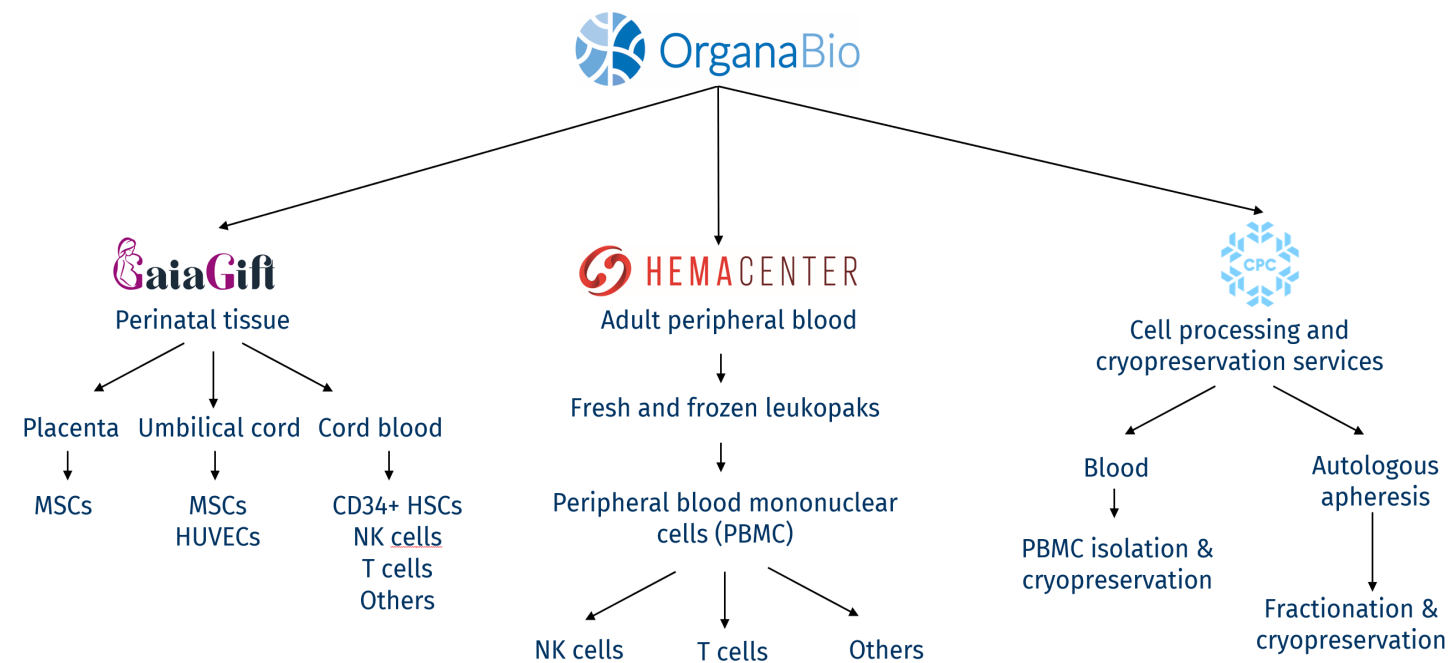 OrganaBio
GaiaGift
Perinatal tissue
Placenta
Umbilical cord
Cord blood
MSCs
MSCs
HUVECs
CD34+ HSCs
NK cells
T cells
Others
HEMACENTER
Adult peripheral blood
Fresh and frozen leukopaks
Peripheral blood mononuclear
cells (PBMC)
NK cells
T cells
Others
CPC
Cell processing and
cryopreservation services
Blood
PBMC isolation &
cryopreservation
Autologous
apheresis
Fractionation &
cryopreservation